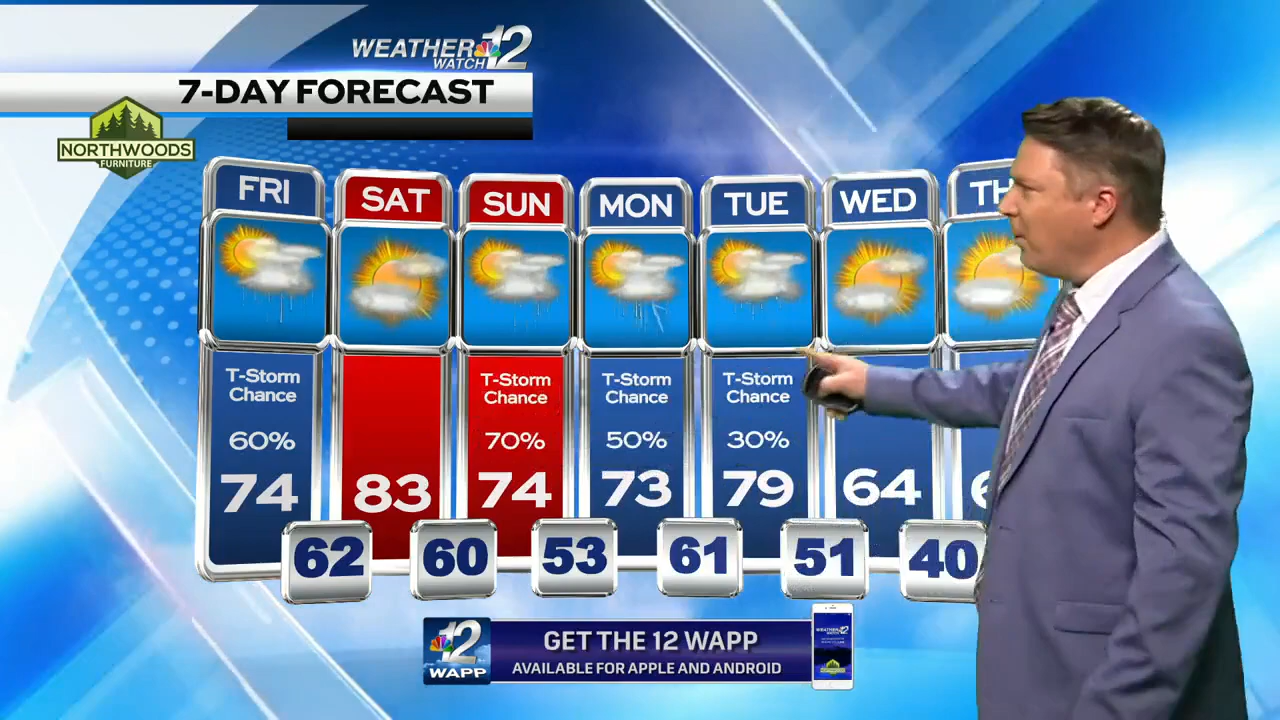 WEATHER 12
WATCH
7-DAY FORECAST
NORTHWOODS
FURNITURE
FRI SAT SUN MON TUE WED
T-Storm Chance T-Storm Chance T-Storm Chance T-Storm Chance
60% 70% 50% 30%
74 83 74 73 79 64
62 60 53 61 51 40
12 WAPP
GET THE 12 WAPP
AVAILABLE FOR APPLE AND ANDROID